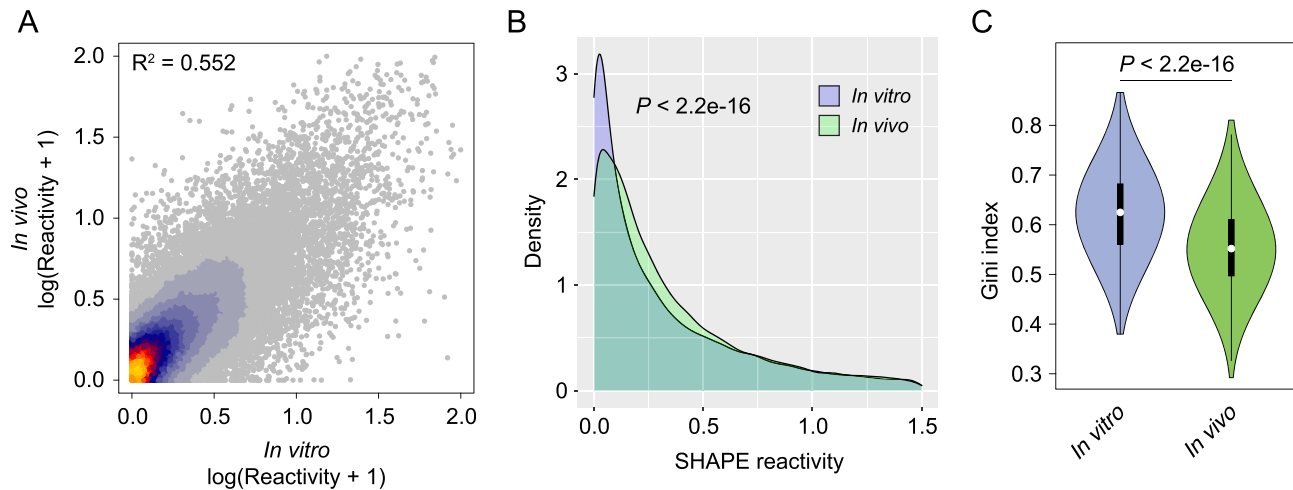 A
R² = 0.552
2.0
1.5
1.0
0.5
0.0
In vivo
log(Reactivity + 1)
0.0 0.5 1.0 1.5 2.0
In vitro
log(Reactivity + 1)
B
P < 2.2e-16
In vitro
In vivo
3
2
1
0
Density
0.0 0.5 1.0 1.5
SHAPE reactivity
C
P < 2.2e-16
0.8
0.7
0.6
0.5
0.4
0.3
Gini index
In vitro
In vivo